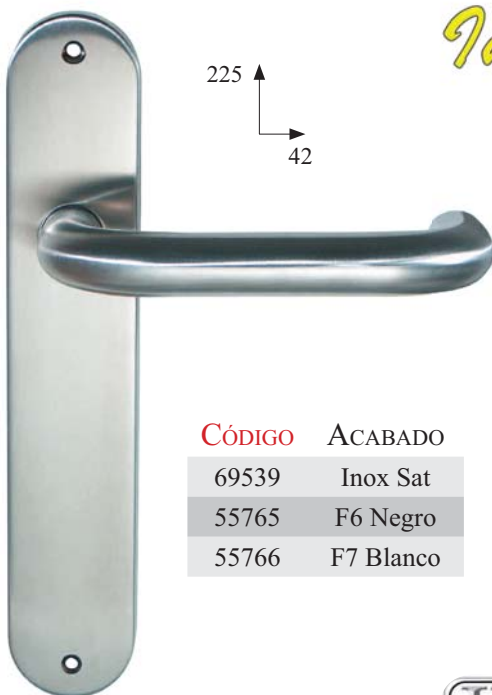 225
42
CÓDIGO ACABADO
69539 Inox Sat
55765 F6 Negro
55766 F7 Blanco